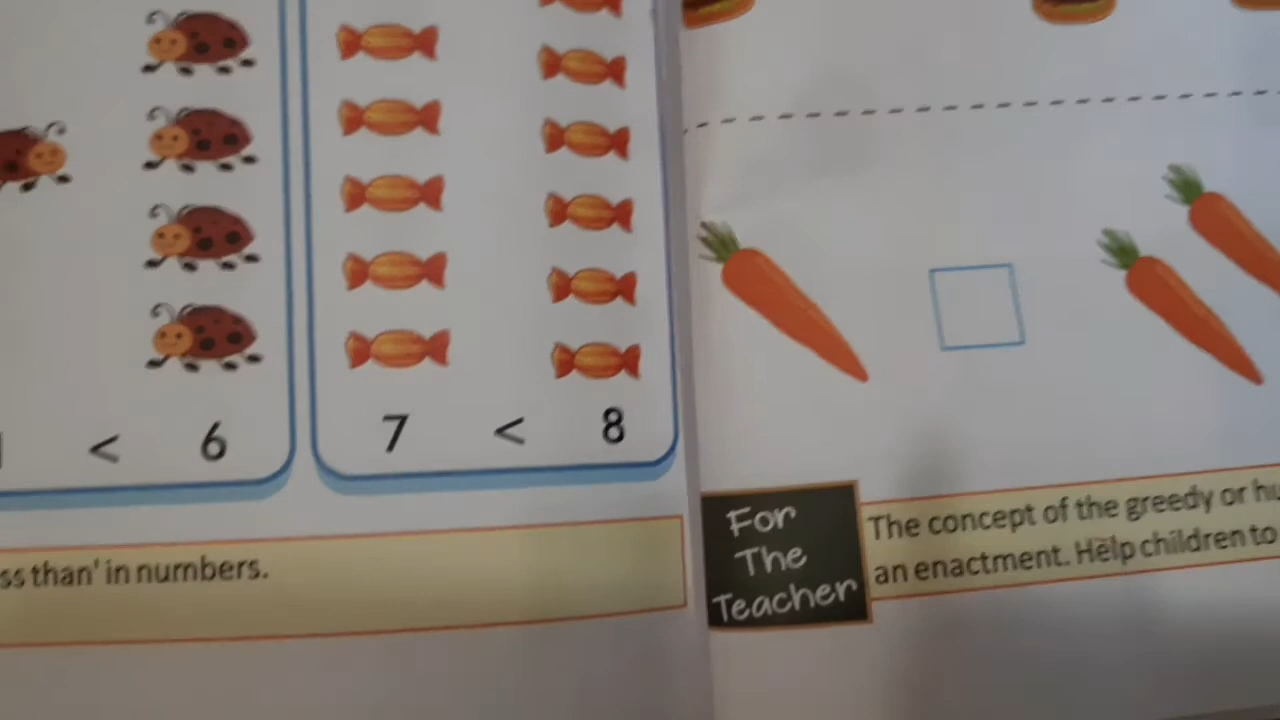 < 6
7 < 8
than' in numbers.
For
The
Teacher
The concept of the greedy or
an enactment. Help children to